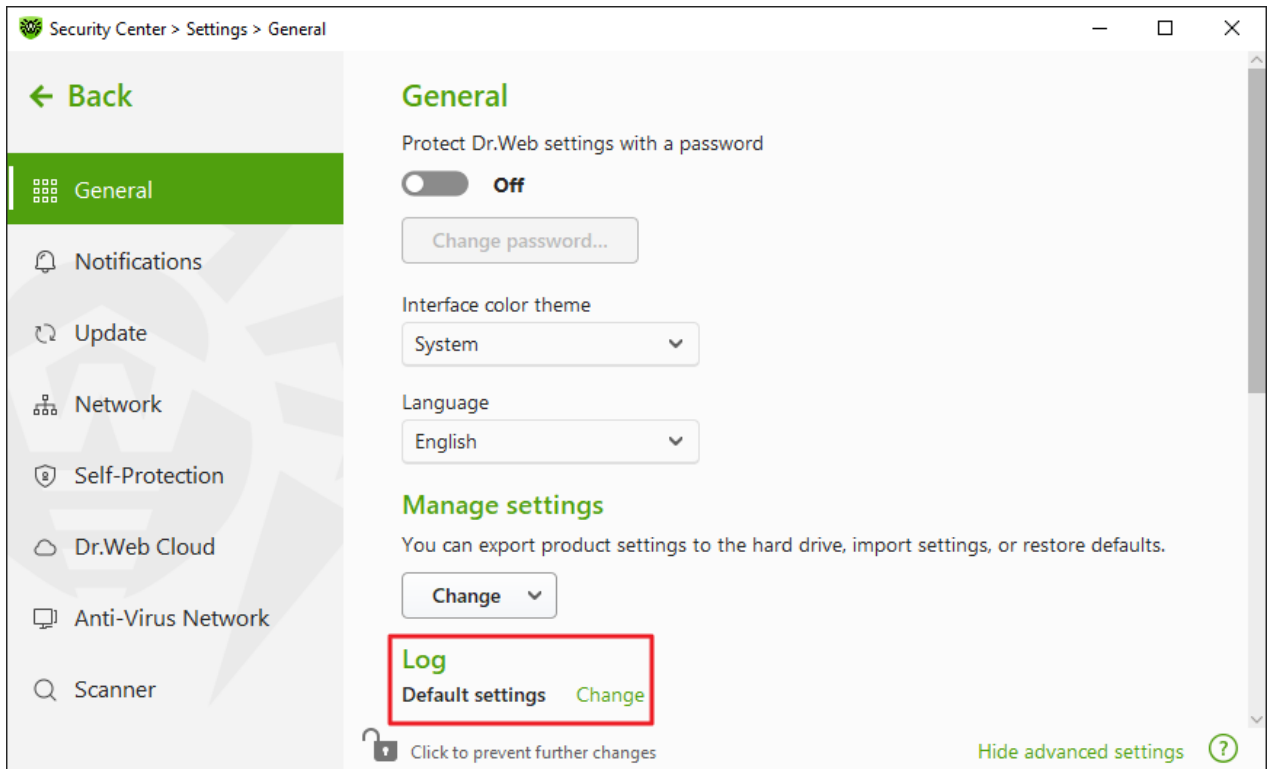 Security Center > Settings > General
Back
General
Notifications
Update
Network
Self-Protection
Dr.Web Cloud
Anti-Virus Network
Scanner
General
Protect Dr.Web settings with a password
Off
Change password...
Interface color theme
System
Language
English
Manage settings
You can export product settings to the hard drive, import settings, or restore defaults.
Change
Log
Default settings Change
Click to prevent further changes
Hide advanced settings ?